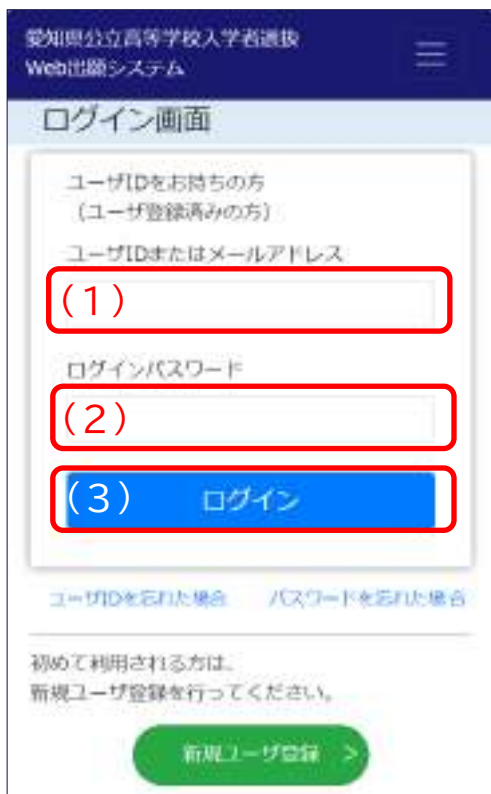 愛知県公立高等学校入学者選抜
Web出願システム
ログイン画面
ユーザIDをお持ちの方
（ユーザ登録済みの方）
ユーザIDまたはメールアドレス
(1)
ログインパスワード
(2)
(3) ログイン
ユーザIDを忘れた場合 パスワードを忘れた場合
初めて利用される方は、
新規ユーザ登録を行ってください。
新規ユーザ登録 >